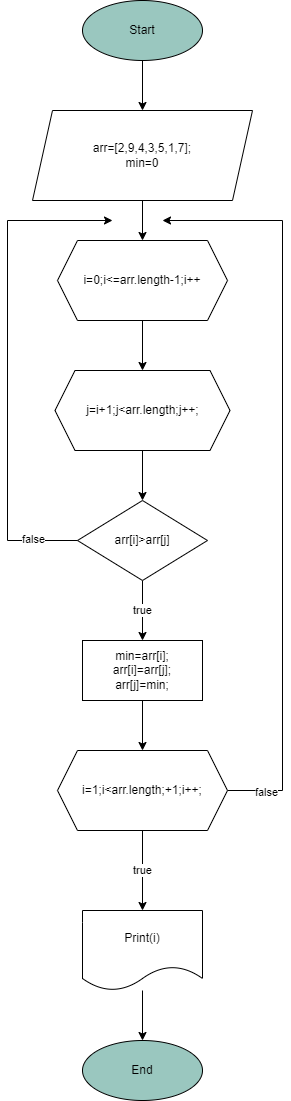 Start
arr=[2,9,4,3,5,1,7];
min=0
i=0;i<=arr.length-1;i++
j=i+1;j<arr.length;j++;
arr[i]>arr[j]
false
true
min=arr[i];
arr[i]=arr[j];
arr[j]=min;
i=1;i<arr.length;+1;i++;
false
true
Print(i)
End